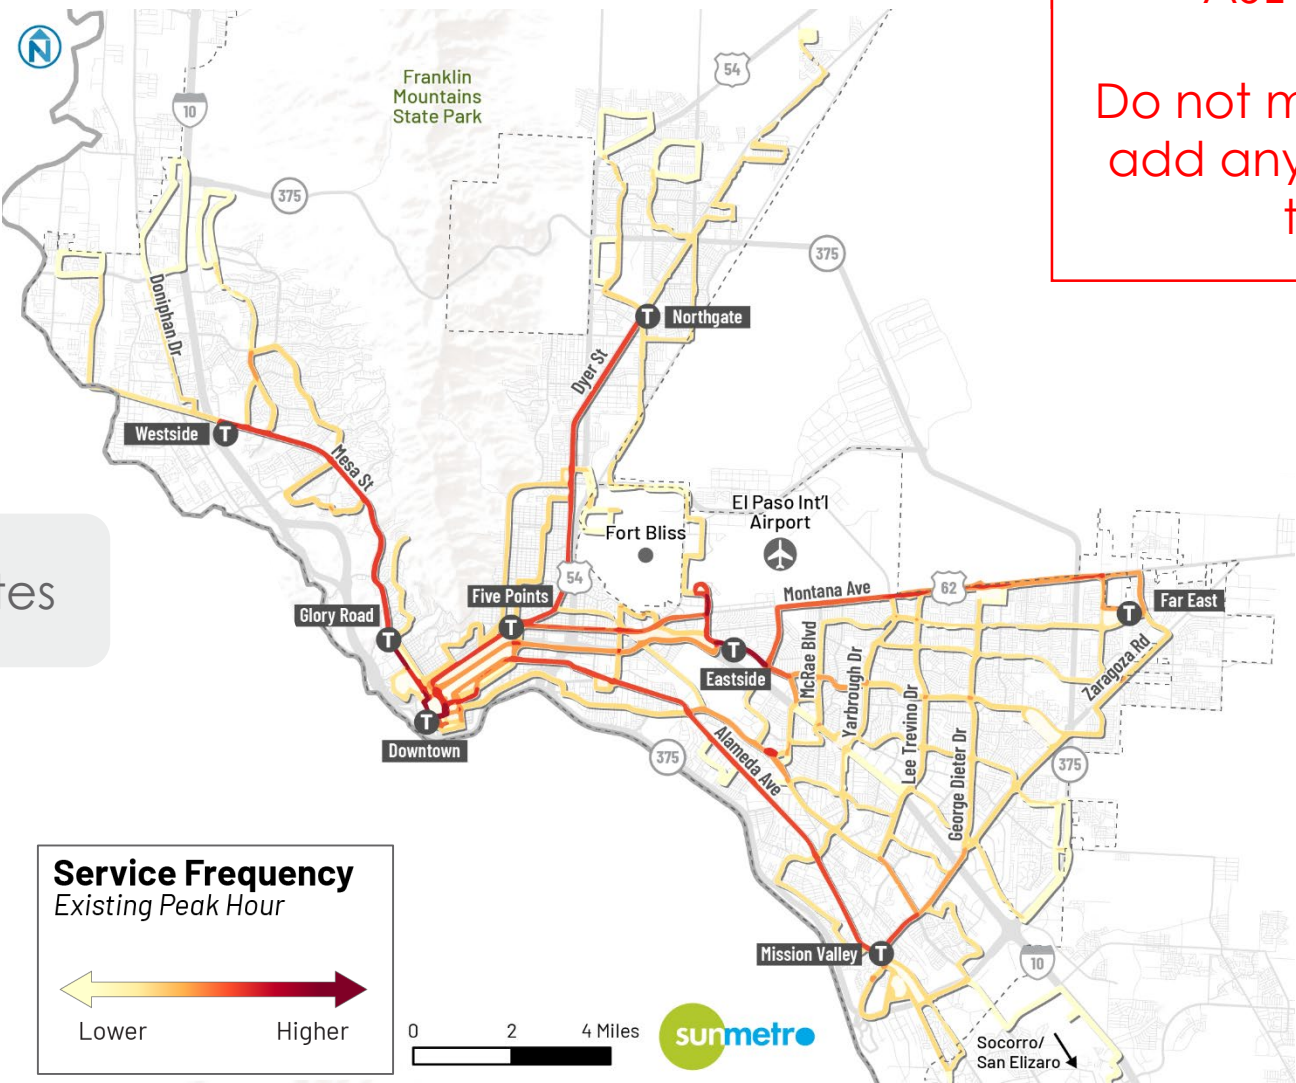 Do not m
add any
t
tes
N
Franklin
Mountains
State Park
54
10
375
375
Doniphan Dr
T
Northgate
Dyer St
Westside
T
Mesa St
El Paso Int'l
Airport
Fort Bliss
54
Five Points
T
Montana Ave
62
Far East
T
Glory Road
T
Eastside
T
McRae Blvd
Yarbrough Dr
Lee Trevino Dr
George Dieter Dr
Zaragoza Rd
T
Downtown
375
Alameda Ave
375
Mission Valley
T
10
Socorro/
San Elizaro
Service Frequency
Existing Peak Hour
Lower
Higher
0
2
4 Miles
sunmetro